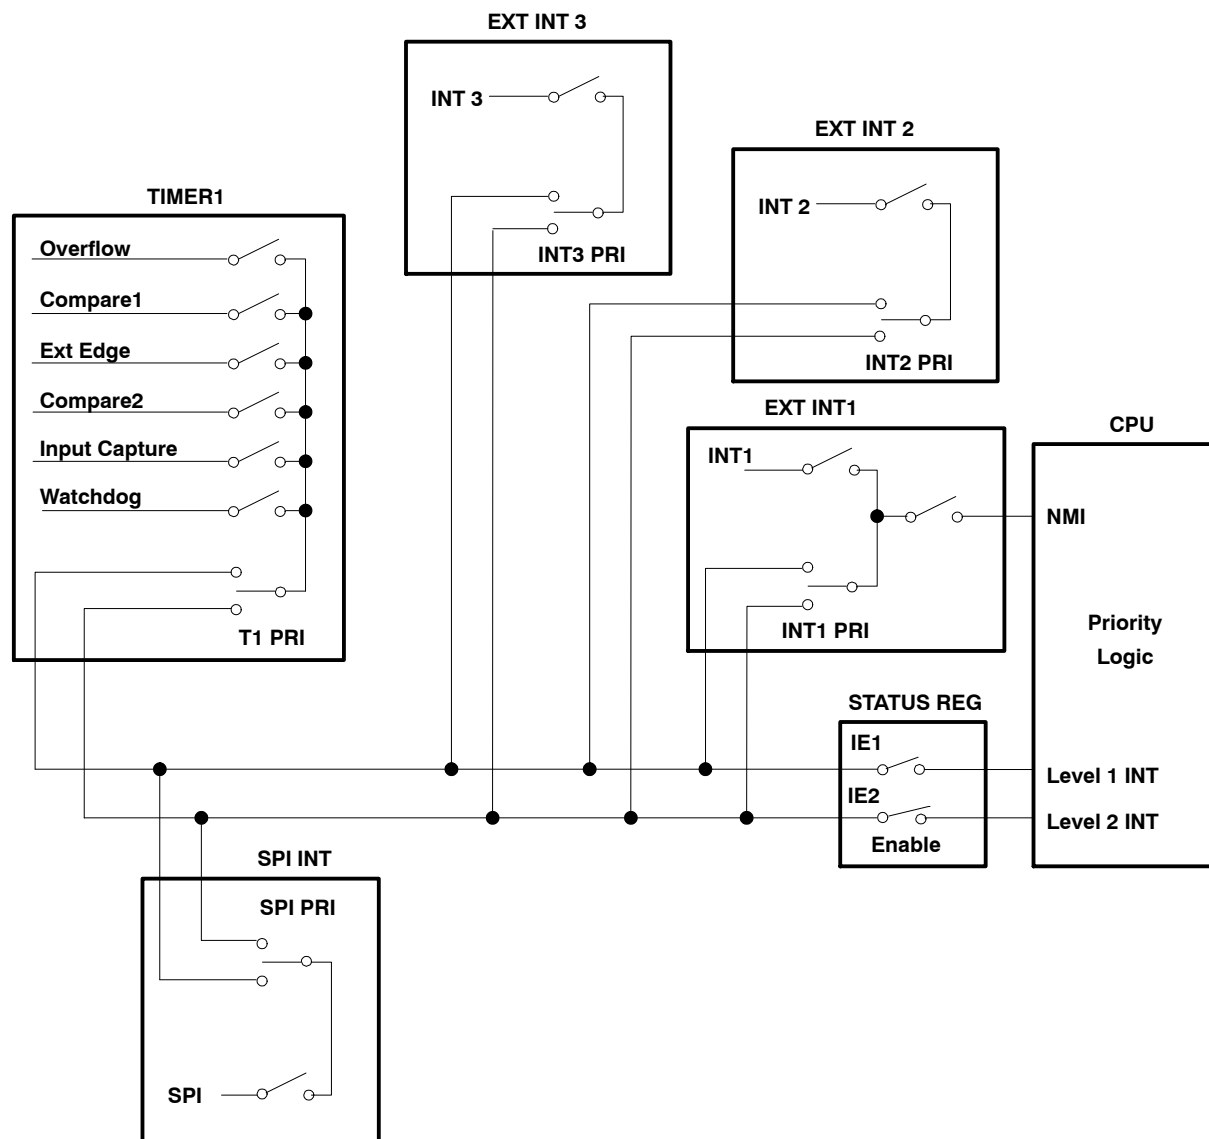 EXT INT 3
INT 3
INT3 PRI
EXT INT 2
INT 2
INT2 PRI
TIMER1
Overflow
Compare1
Ext Edge
Compare2
Input Capture
Watchdog
T1 PRI
EXT INT1
INT1
INT1 PRI
CPU
NMI
Priority
Logic
Level 1 INT
Level 2 INT
STATUS REG
IE1
IE2
Enable
SPI INT
SPI PRI
SPI